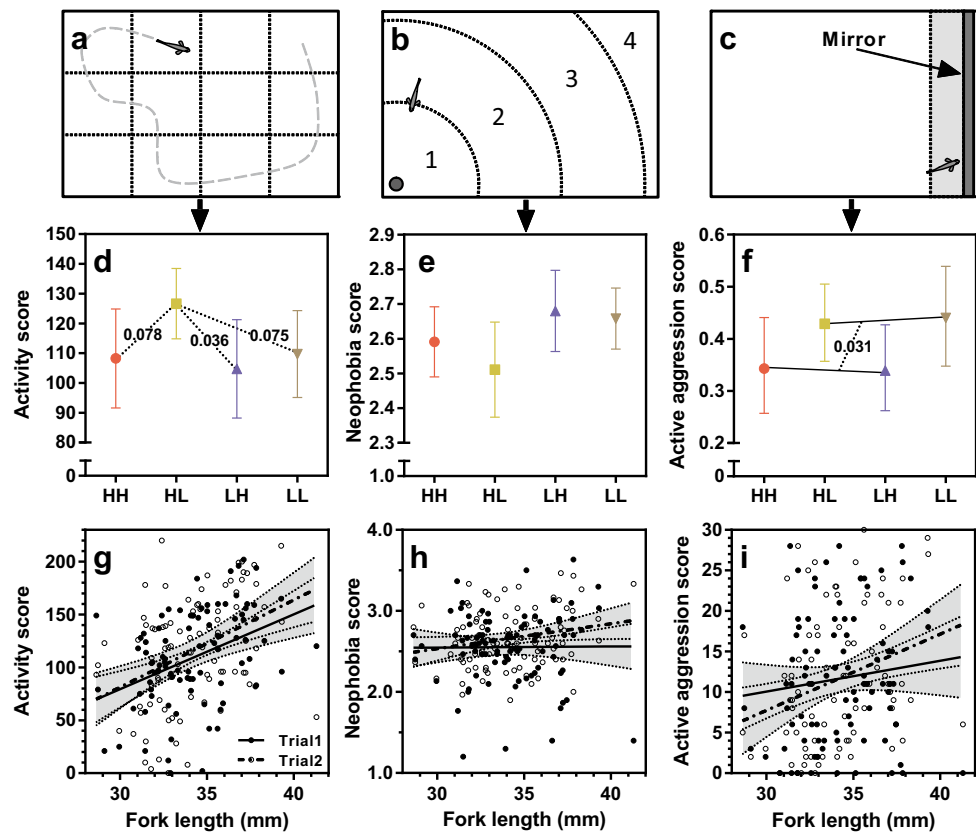 a
b
1
2
3
4
c
Mirror
d
Activity score
150
140
130
120
110
100
90
80
0
0.078
0.036
0.075
HH HL LH LL
e
Neophobia score
2.9
2.8
2.7
2.6
2.5
2.4
2.3
1.0
HH HL LH LL
f
Active aggression score
0.6
0.5
0.4
0.3
0.2
0
0.031
HH HL LH LL
g
Activity score
200
150
100
50
0
Trial1
Trial2
30 35 40
Fork length (mm)
h
Neophobia score
4.0
3.0
2.0
1.0
30 35 40
Fork length (mm)
i
Active aggression score
30
25
20
15
10
5
0
30 35 40
Fork length (mm)